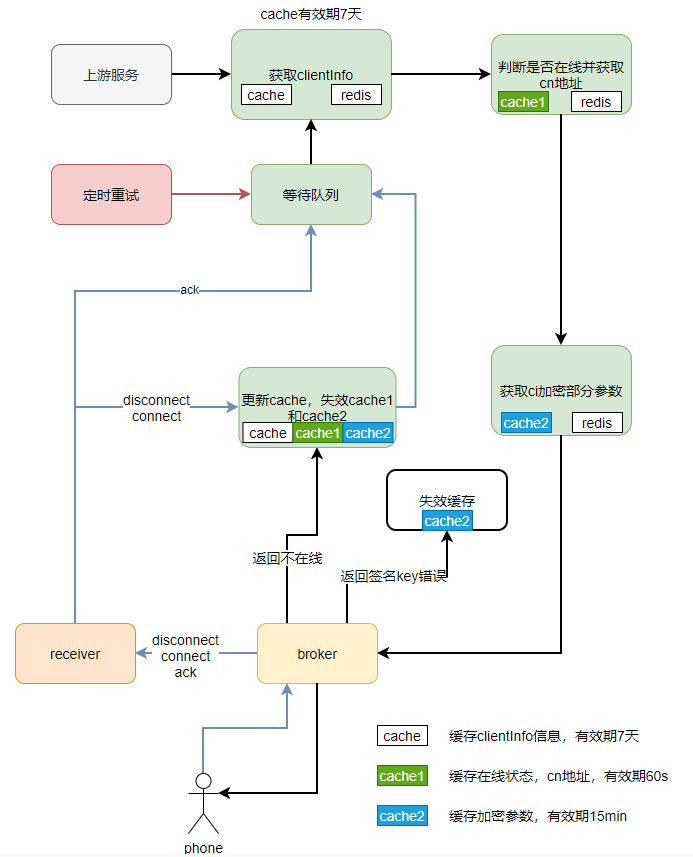 cache有效期7天
上游服务
获取clientInfo
cache
redis
判断是否在线并获取
cn地址
cache1
redis
定时重试
等待队列
ack
disconnect
connect
更新cache，失效cache1
和cache2
cache
cache1
cache2
获取ci加密部分参数
cache2
redis
失效缓存
cache2
返回不在线
返回签名key错误
receiver
disconnect
connect
ack
broker
phone
cache
缓存clientInfo信息，有效期7天
cache1
缓存在线状态，cn地址，有效期60s
cache2
缓存加密参数，有效期15min